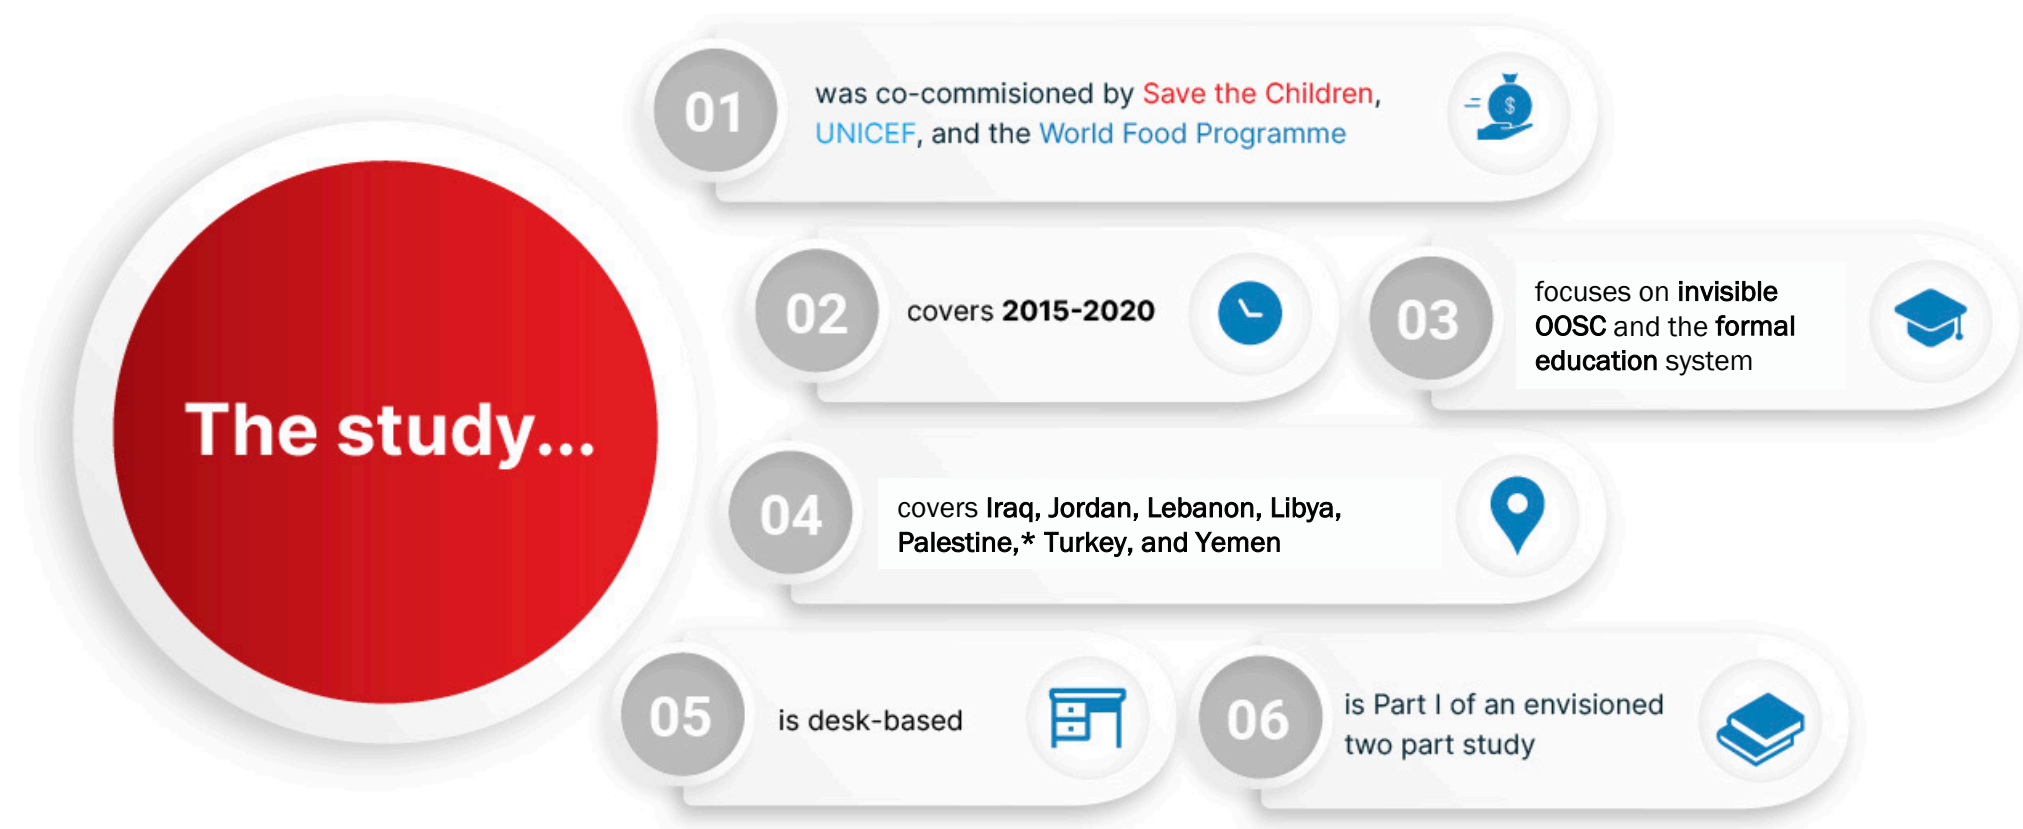 The study...
01
was co-commisioned by Save the Children,
UNICEF, and the World Food Programme
$
02
covers 2015-2020
03
focuses on invisible
OOSC and the formal
education system
04
covers Iraq, Jordan, Lebanon, Libya,
Palestine,* Turkey, and Yemen
05
is desk-based
06
is Part I of an envisioned
two part study